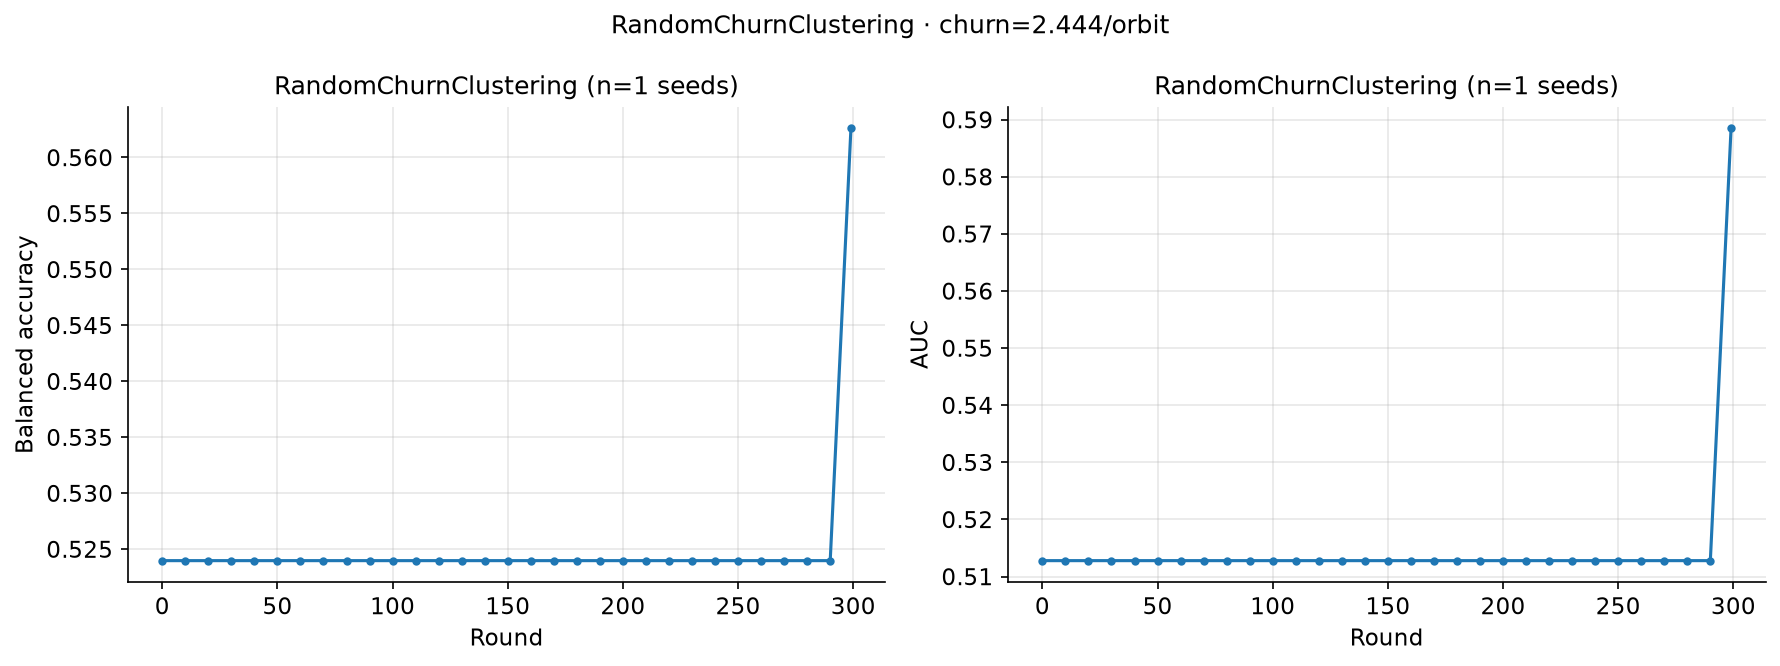 RandomChurnClustering · churn=2.444/orbit
RandomChurnClustering (n=1 seeds)
Balanced accuracy
0.560
0.555
0.550
0.545
0.540
0.535
0.530
0.525
0 50 100 150 200 250 300
Round
RandomChurnClustering (n=1 seeds)
AUC
0.59
0.58
0.57
0.56
0.55
0.54
0.53
0.52
0.51
0 50 100 150 200 250 300
Round